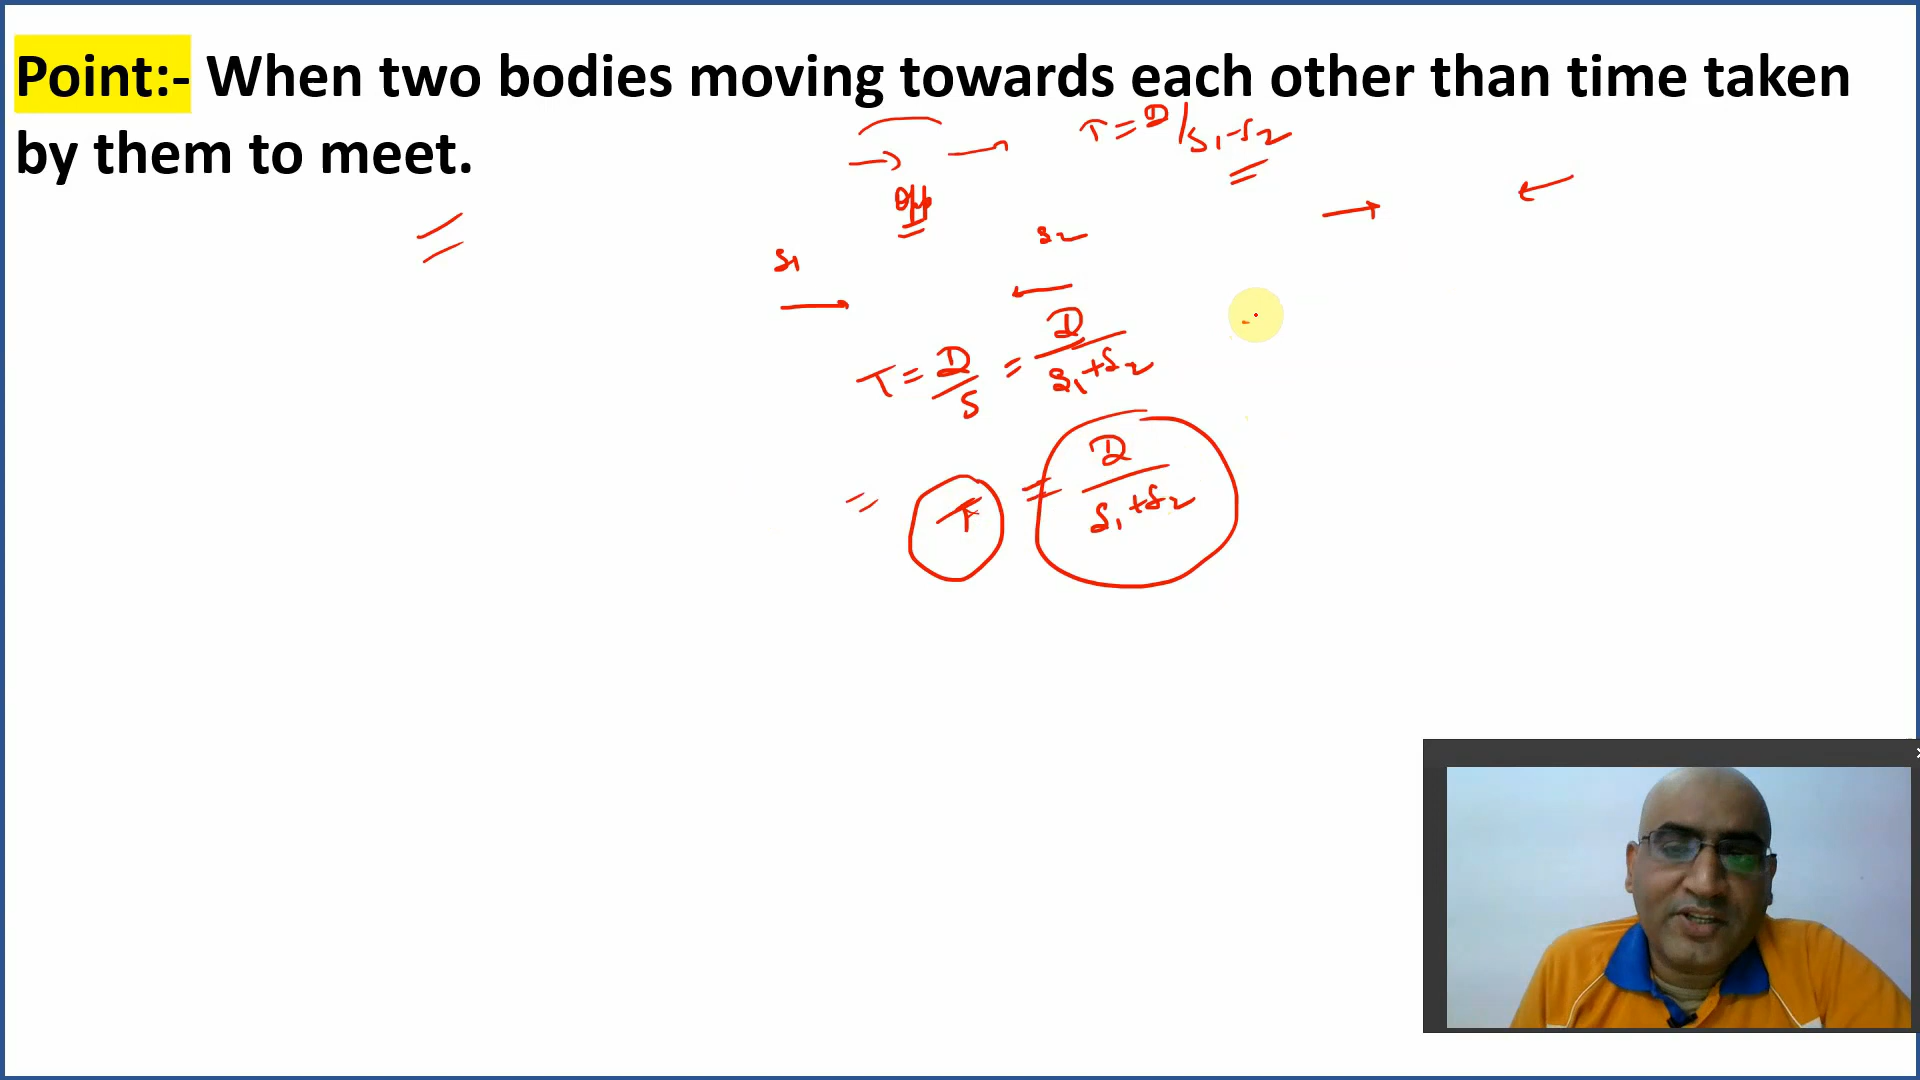 Point:- When two bodies moving towards each other than time taken
by them to meet.
T = D/S1-S2
Opp
S1 S2
T = D/S = D/S1+S2
= T = D/S1+S2